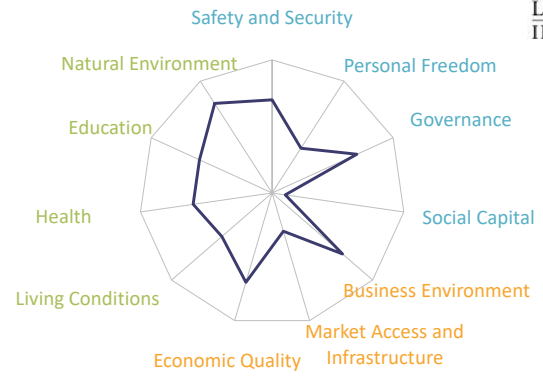 Safety and Security
Natural Environment
Personal Freedom
Education
Governance
Health
Social Capital
Living Conditions
Business Environment
Market Access and
Infrastructure
Economic Quality